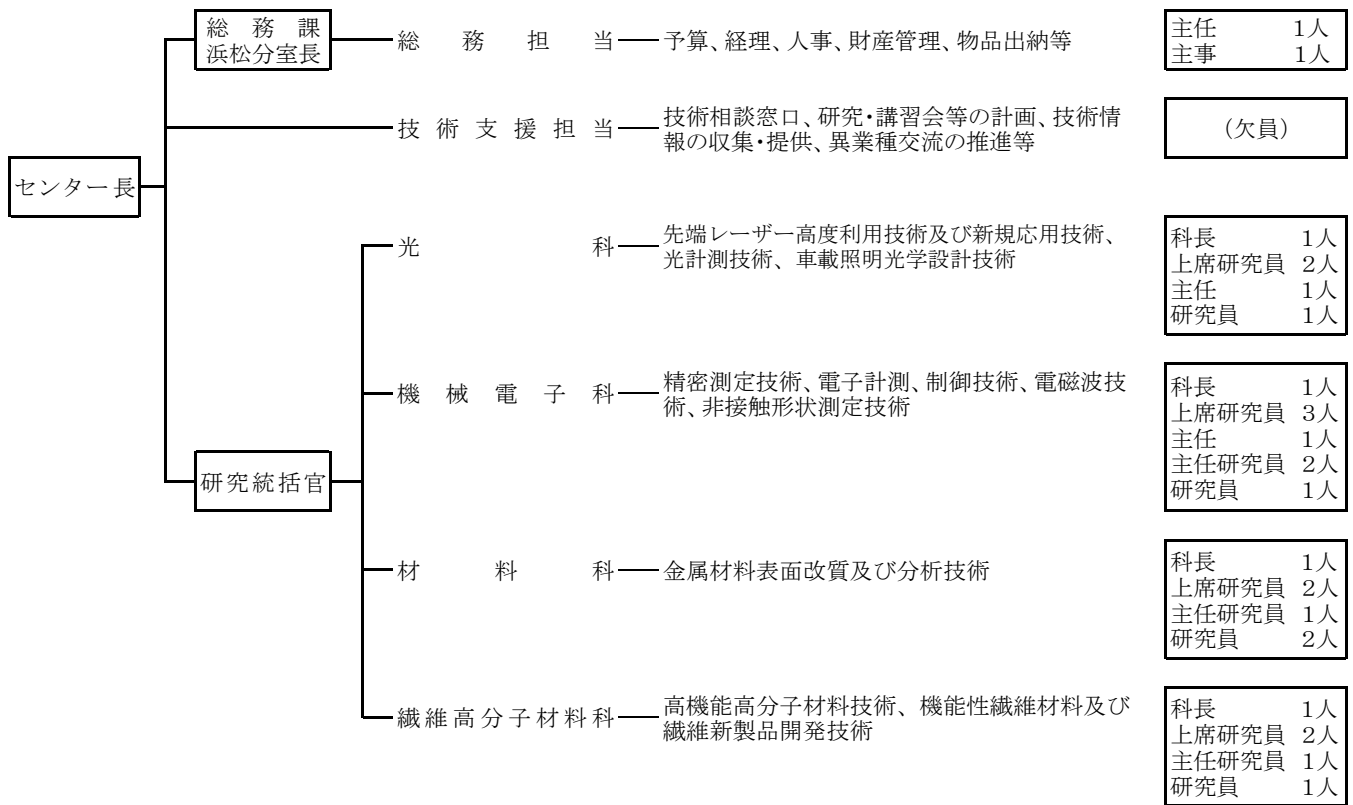 総務課
浜松分室長
総務担当
予算、経理、人事、財産管理、物品出納等
主任 1人
主事 1人
技術支援担当
技術相談窓口、研究・講習会等の計画、技術情
報の収集・提供、異業種交流の推進等
(欠員)
センター長
光科
先端レーザー高度利用技術及び新規応用技術、
光計測技術、車載照明光学設計技術
科長 1人
上席研究員 2人
主任 1人
研究員 1人
機械電子科
精密測定技術、電子計測、制御技術、電磁波技
術、非接触形状測定技術
科長 1人
上席研究員 3人
主任 1人
主任研究員 2人
研究員 1人
研究統括官
材料科
金属材料表面改質及び分析技術
科長 1人
上席研究員 2人
主任研究員 1人
研究員 2人
繊維高分子材料科
高機能高分子材料技術、機能性繊維材料及び
繊維新製品開発技術
科長 1人
上席研究員 2人
主任研究員 1人
研究員 1人